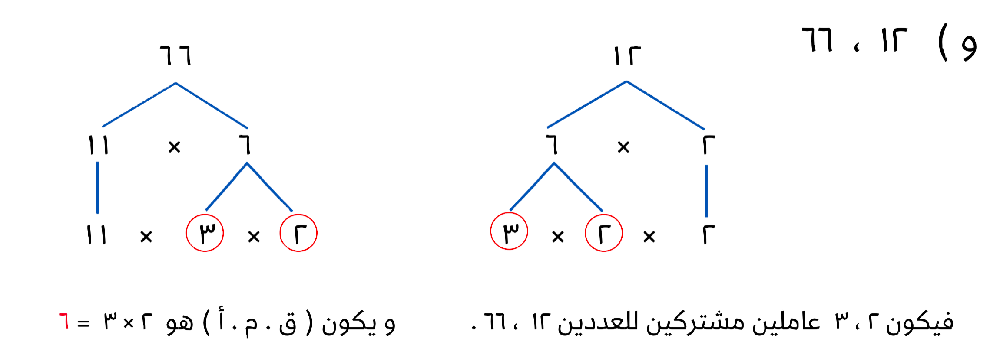 و ) ١٢ ، ٦٦
١٢ ٦٦
٢ × ٦ ٦ × ١١
٢ × ٢ × ٣ ٢ × ٣ × ١١
فيكون ٢ ، ٣ عاملين مشتركين للعددين ١٢ ، ٦٦ . و يكون ( ق . م . أ ) هو ٢ × ٣ = ٦